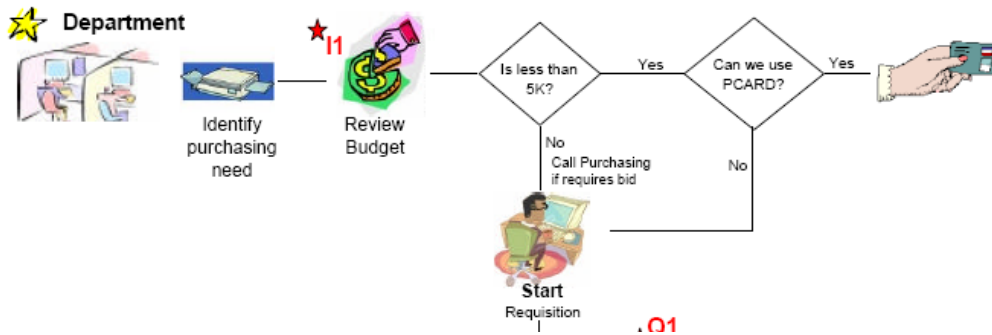 Department
I1
Identify
purchasing
need
Review
Budget
Is less than
5K?
Yes
Can we use
PCARD?
Yes
No
Call Purchasing
if requires bid
No
Start
Requisition
Q1